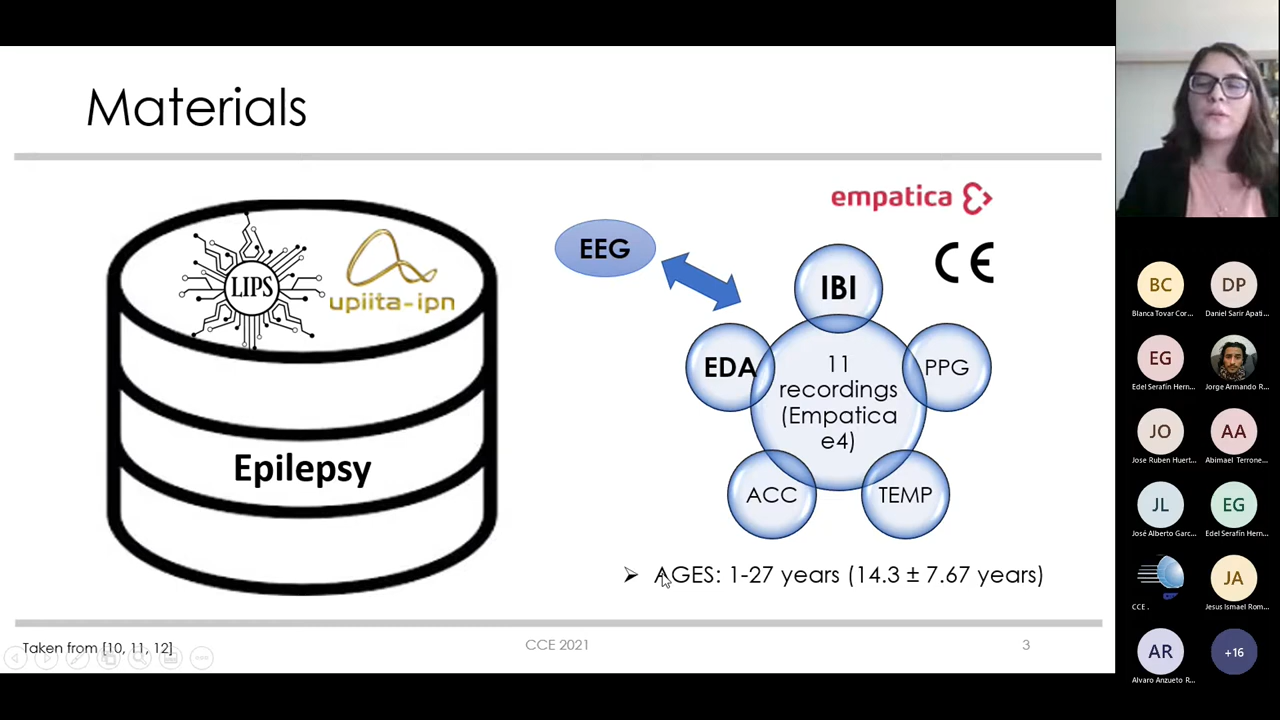 Materials
LIPS
upiita-ipn
Epilepsy
empatica
CE
EEG
IBI
EDA
PPG
11
recordings
(Empatica
e4)
ACC
TEMP
➢ AGES: 1-27 years (14.3 ± 7.67 years)
Taken from [10, 11, 12]
CCE 2021
3
BC
DP
Blanca Tovar Cor...
Daniel Sarir Apati...
EG
Edel Serafín Hern...
Jorge Armando R...
JO
AA
Jose Ruben Huert...
Abimael Terrone...
JL
EG
José Alberto Garc...
Edel Serafín Hern...
JA
CCE .
Jesus Ismael Rom...
AR
+16
Alvaro Anzueto R...